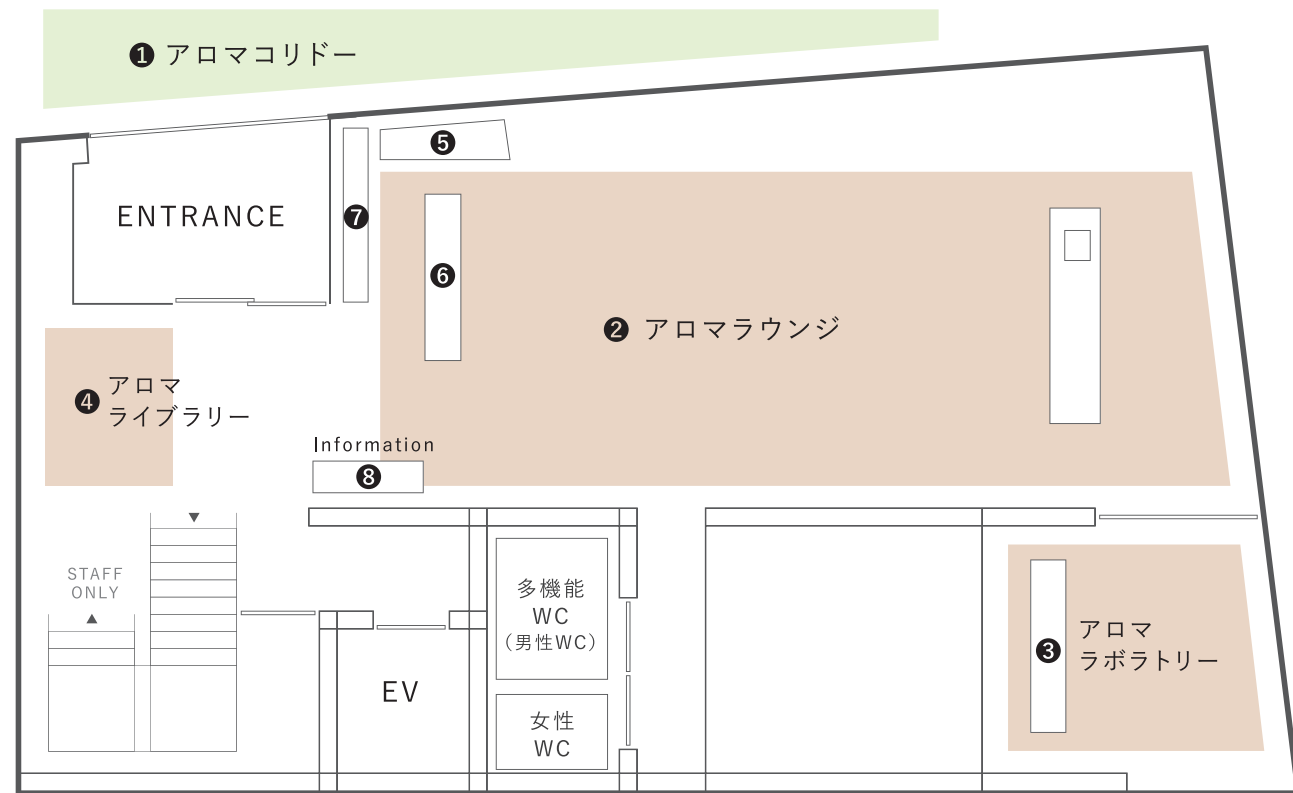 ❶ アロマコリドー
❺
ENTRANCE
❼
❻
❷ アロマラウンジ
❹ アロマ
ライブラリー
Information
❽
STAFF
ONLY
多機能
WC
（男性WC）
❸ アロマ
ラボラトリー
EV
女性
WC